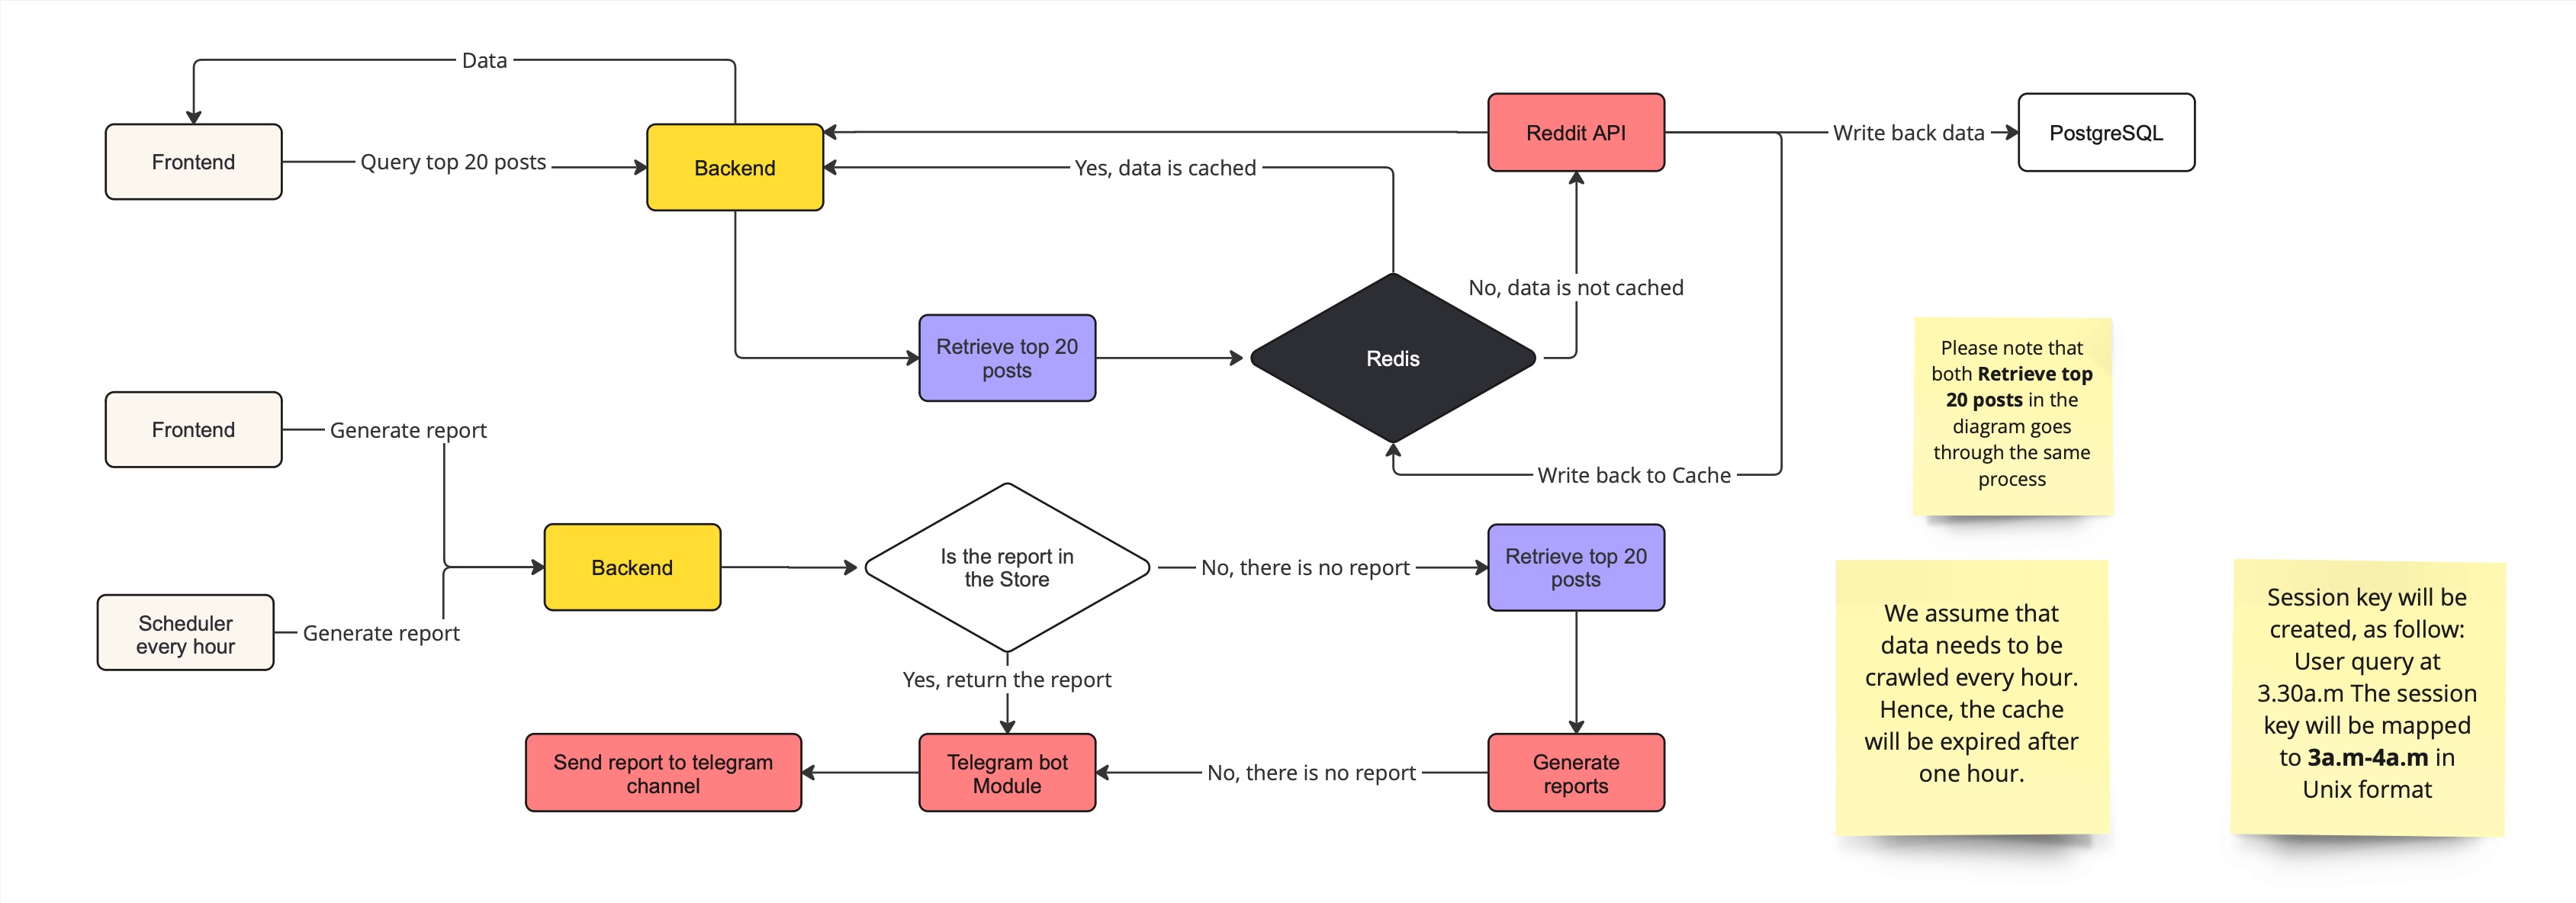 Data
Frontend
Query top 20 posts
Backend
Yes, data is cached
Reddit API
Write back data
PostgreSQL
No, data is not cached
Retrieve top 20
posts
Redis
Write back to Cache
Please note that
both Retrieve top
20 posts in the
diagram goes
through the same
process
Frontend
Generate report
Scheduler
every hour
Generate report
Backend
Is the report in
the Store
No, there is no report
Retrieve top 20
posts
Yes, return the report
Send report to telegram
channel
Telegram bot
Module
No, there is no report
Generate
reports
We assume that
data needs to be
crawled every hour.
Hence, the cache
will be expired after
one hour.
Session key will be
created, as follow:
User query at
3.30a.m The session
key will be mapped
to 3a.m-4a.m in
Unix format